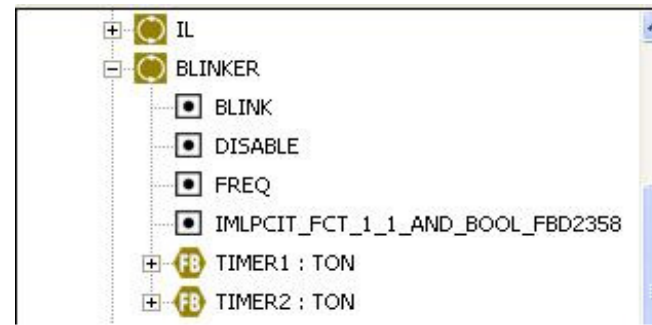 IL
BLINKER
BLINK
DISABLE
FREQ
IMLPCIT_FCT_1_1_AND_BOOL_FBD2358
FB TIMER1 : TON
FB TIMER2 : TON